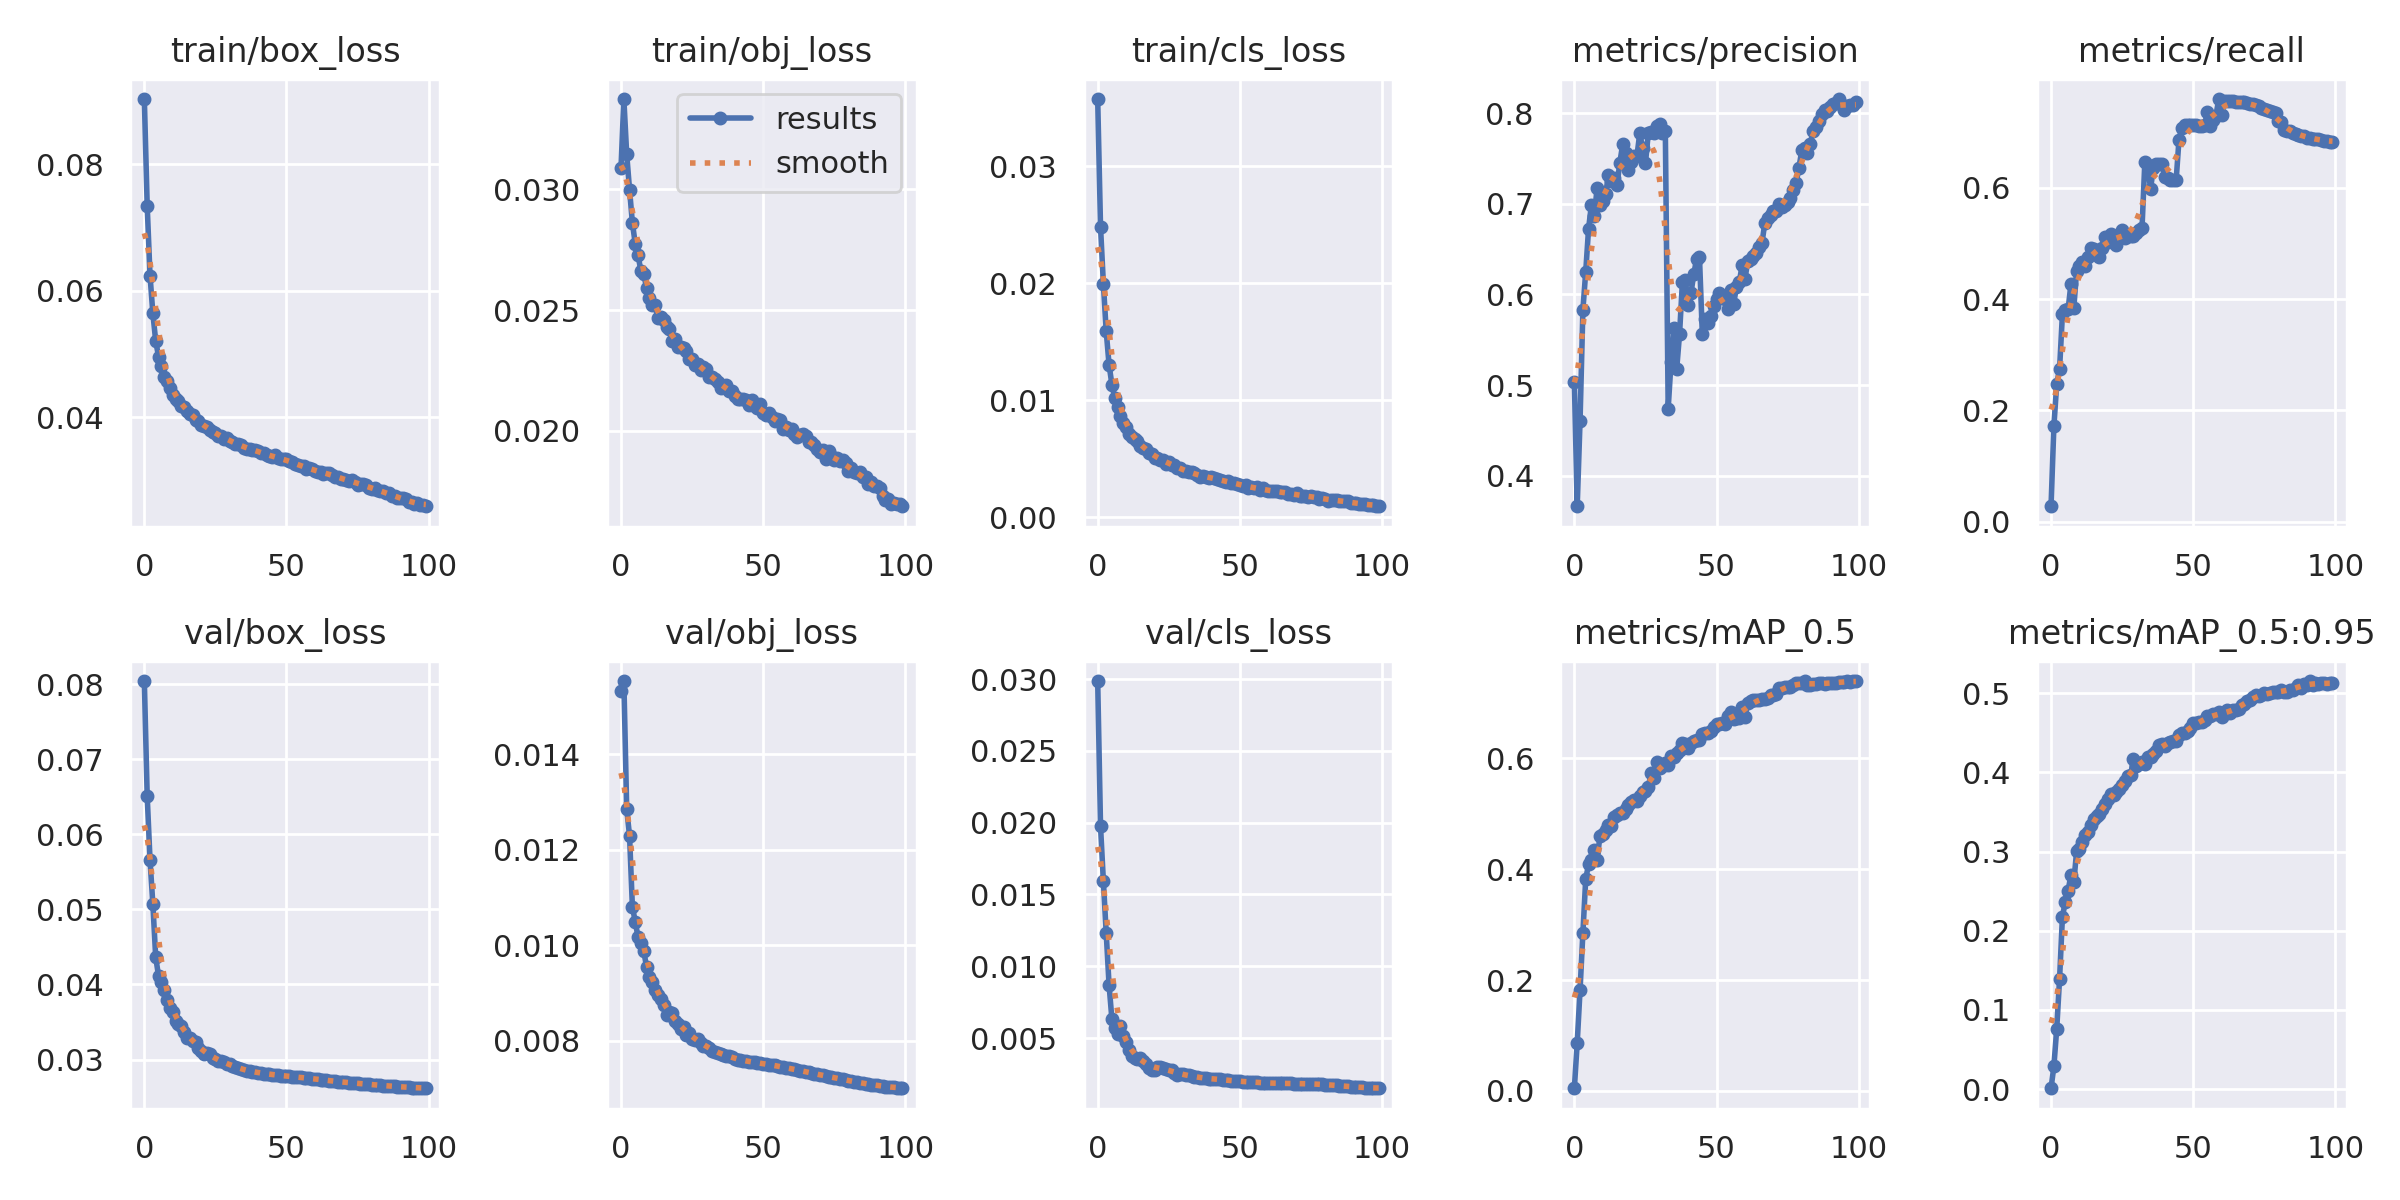 train/box_loss
0.08
0.06
0.04
0 50 100
train/obj_loss
results
smooth
0.030
0.025
0.020
0 50 100
train/cls_loss
0.03
0.02
0.01
0.00
0 50 100
metrics/precision
0.8
0.7
0.6
0.5
0.4
0 50 100
metrics/recall
0.6
0.4
0.2
0.0
0 50 100
val/box_loss
0.08
0.07
0.06
0.05
0.04
0.03
0 50 100
val/obj_loss
0.014
0.012
0.010
0.008
0 50 100
val/cls_loss
0.030
0.025
0.020
0.015
0.010
0.005
0 50 100
metrics/mAP_0.5
0.6
0.4
0.2
0.0
0 50 100
metrics/mAP_0.5:0.95
0.5
0.4
0.3
0.2
0.1
0.0
0 50 100